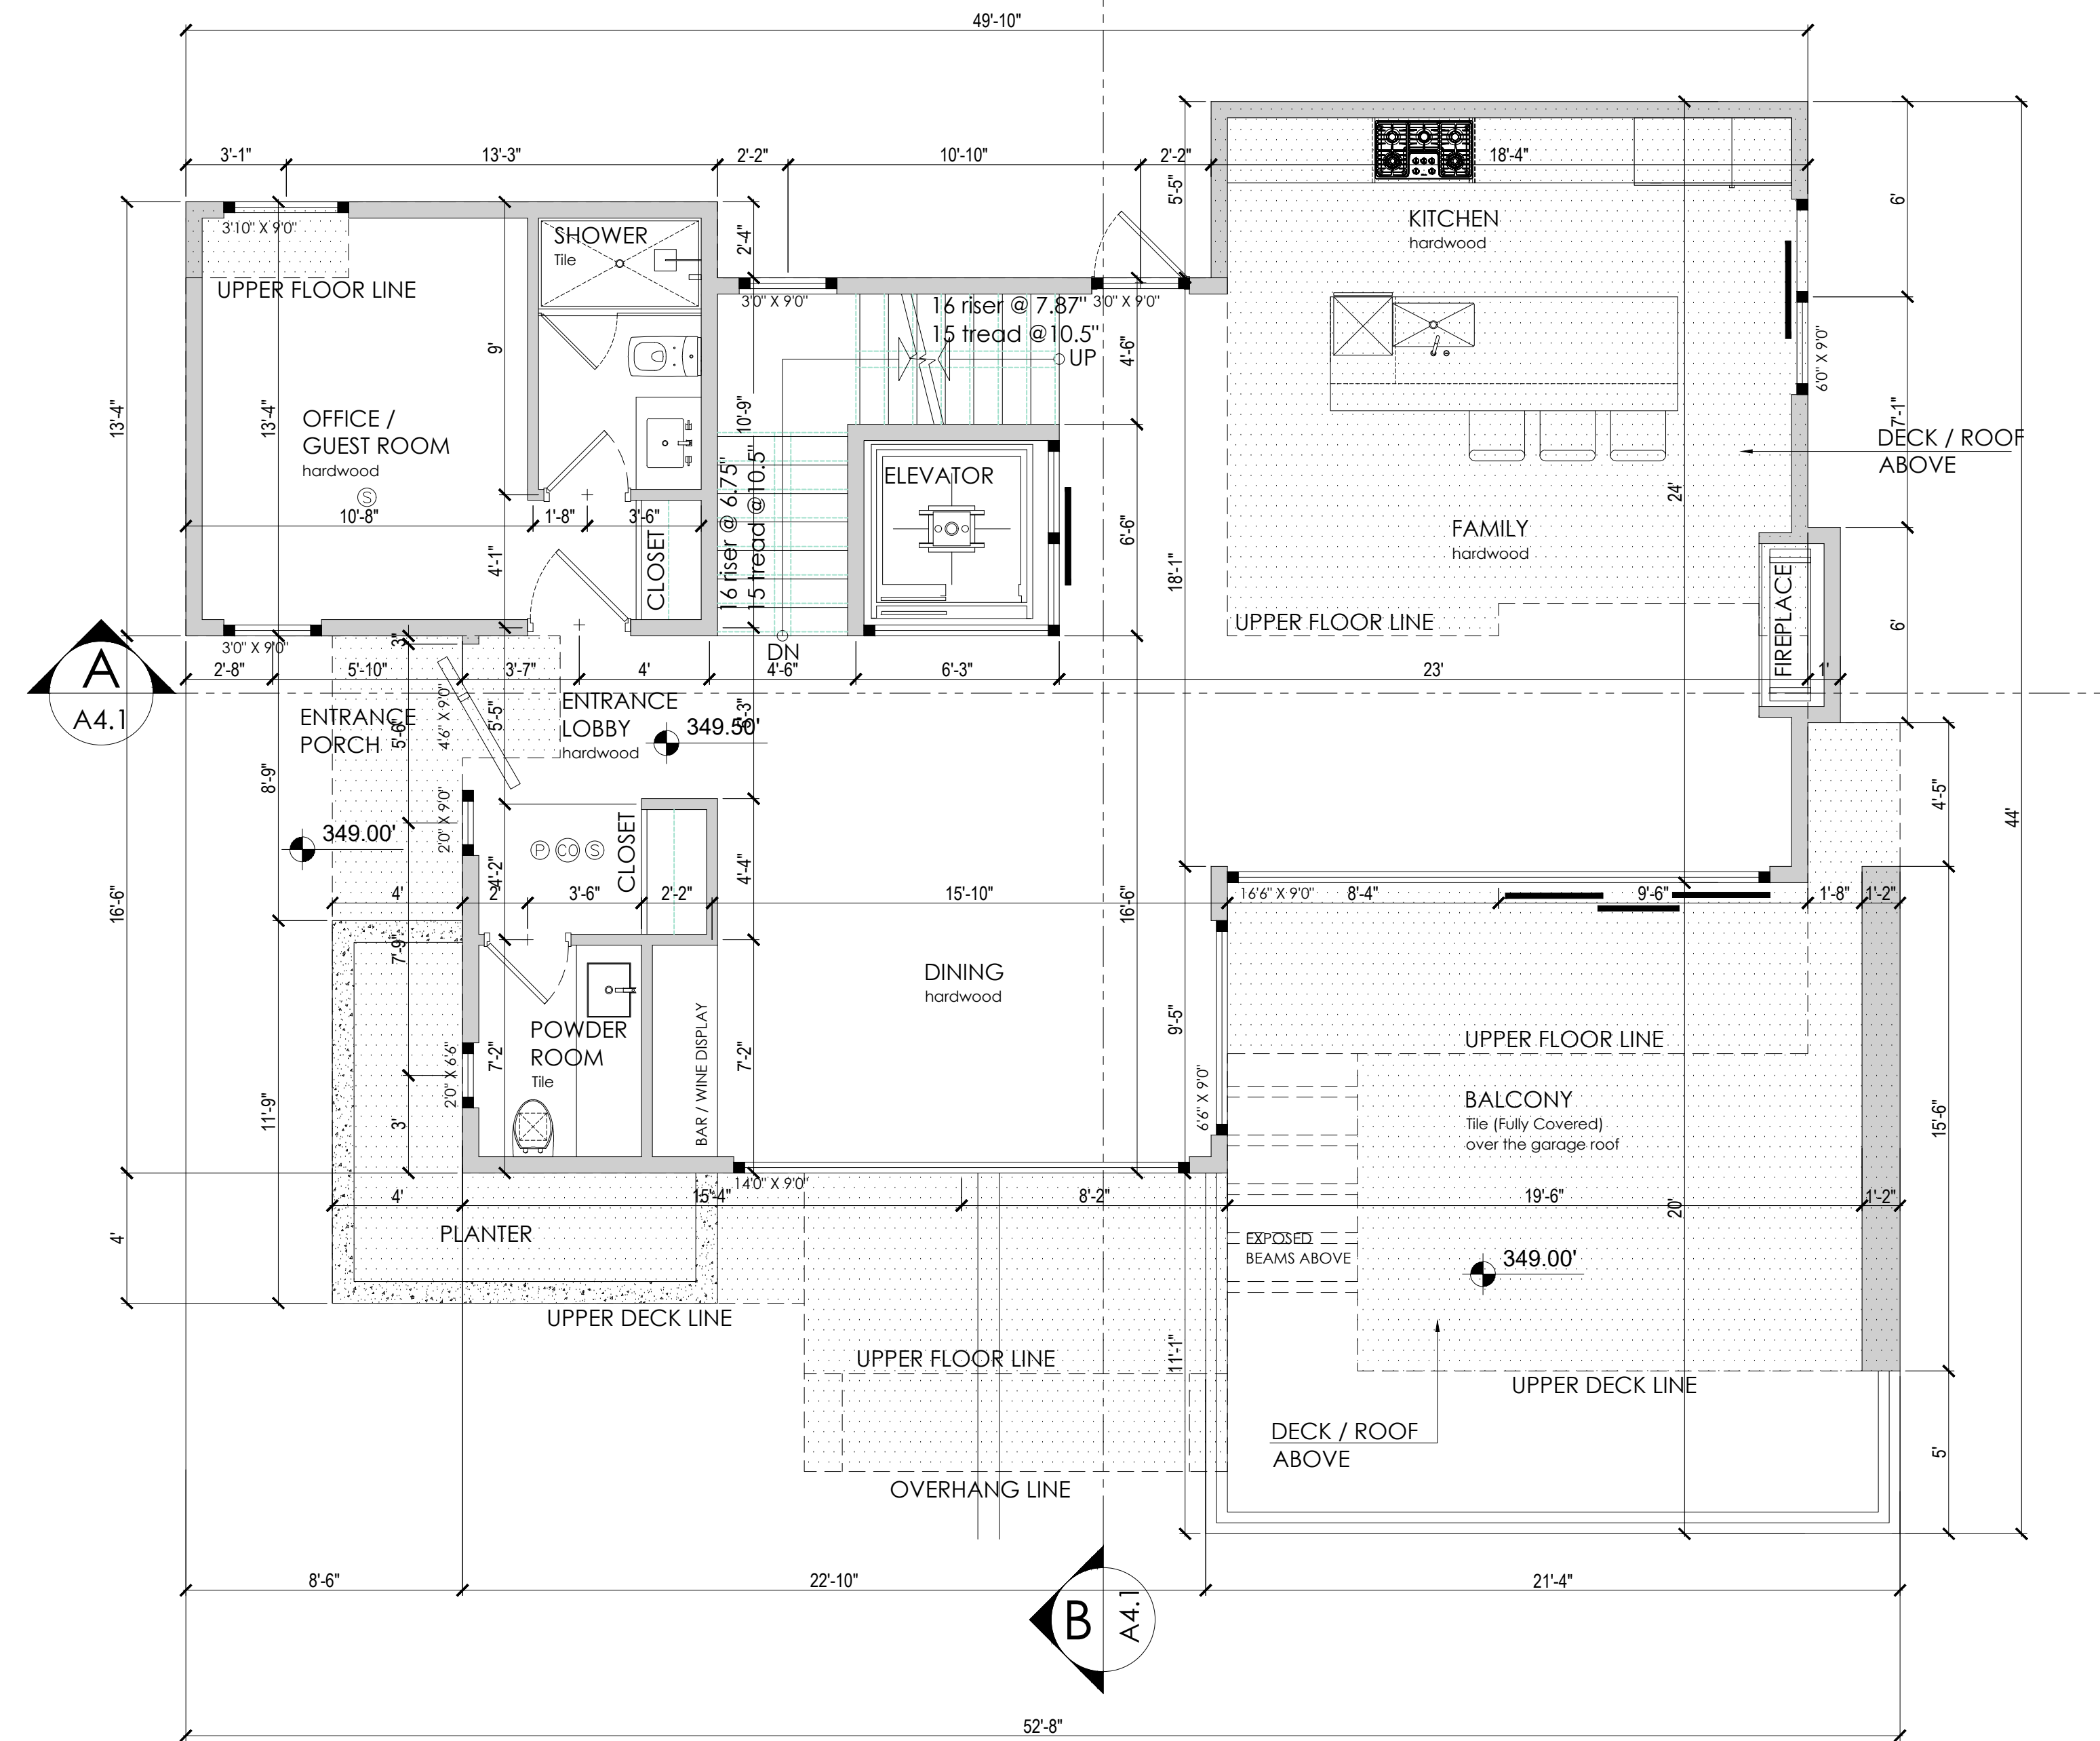 49'-10"
3'-1"
13'-3"
2'-2"
10'-10"
2'-2"
18'-4"
5'-5"
6'
3'10" X 9'0"
UPPER FLOOR LINE
SHOWER
Tile
2'-4"
3'0" X 9'0"
16 riser @ 7.87"
15 tread @10.5"
3'0" X 9'0"
UP
4'-6"
KITCHEN
hardwood
6'0" X 9'0"
7'-1"
DECK / ROOF
ABOVE
13'-4"
13'-4"
9'
OFFICE /
GUEST ROOM
hardwood
S
10'-8"
1'-8"
3'-6"
4'-1"
CLOSET
10'-9"
16 riser @ 6.75"
15 tread @10.5"
ELEVATOR
6'-6"
18'-1"
24'
FAMILY
hardwood
UPPER FLOOR LINE
FIREPLACE
6'
3'0" X 9'0"
3"
DN
A
A4.1
2'-8"
5'-10"
3'-7"
4'
4'-6"
6'-3"
23'
1'
ENTRANCE
PORCH
5'-6"
4'6" X 9'0"
5'-5"
ENTRANCE
LOBBY
hardwood
349.50'
8'-9"
349.00'
2'0" X 9'0"
4'-2"
P
CO
S
CLOSET
4'-4"
4'-5"
44'
16'-6"
4'
2'
3'-6"
2'-2"
15'-10"
16'-6"
16'6" X 9'0"
8'-4"
9'-6"
1'-8"
1'-2"
7'-9"
DINING
hardwood
9'-5"
POWDER
ROOM
Tile
7'-2"
2'0" X 6'6"
BAR / WINE DISPLAY
7'-2"
6'6" X 9'0"
UPPER FLOOR LINE
BALCONY
Tile (Fully Covered)
over the garage roof
15'-6"
11'-9"
3'
14'0" X 9'0"
4'
15'-4"
8'-2"
19'-6"
20'
1'-2"
4'
PLANTER
EXPOSED
BEAMS ABOVE
349.00'
UPPER DECK LINE
UPPER FLOOR LINE
11'-1"
UPPER DECK LINE
DECK / ROOF
ABOVE
5'
OVERHANG LINE
8'-6"
22'-10"
21'-4"
B
A4.1
52'-8"